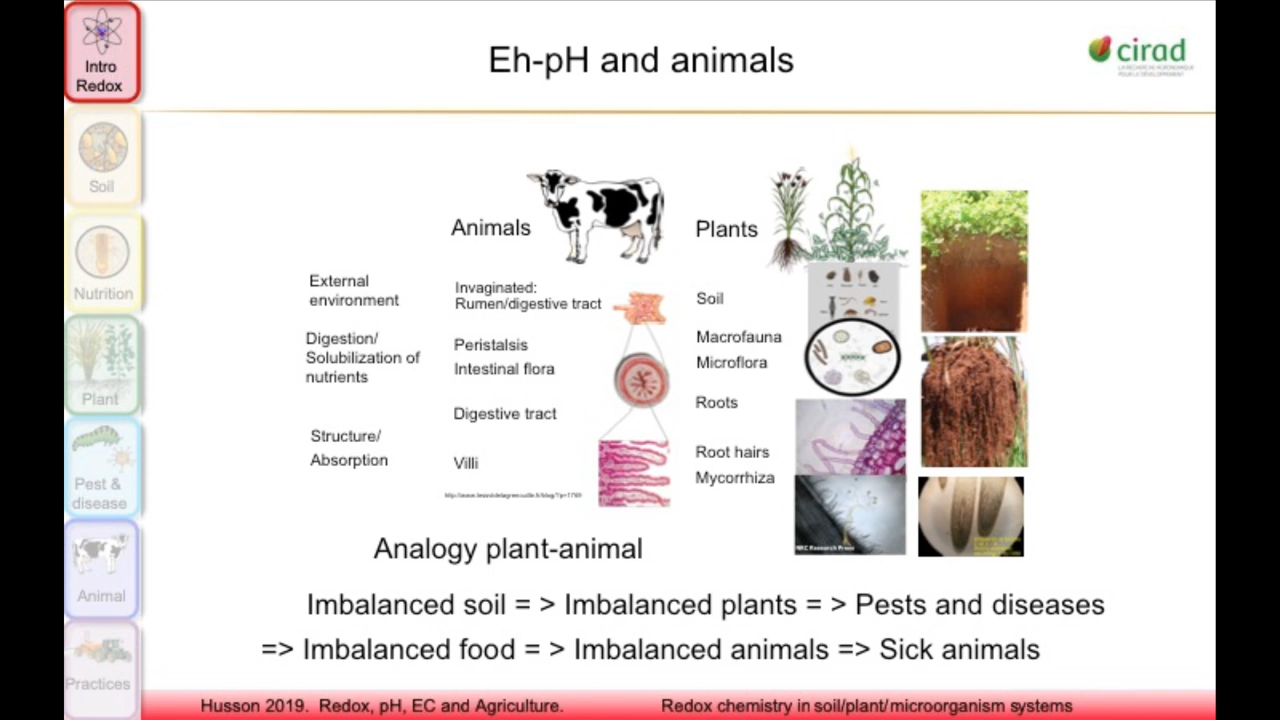 Intro
Redox
Soil
Nutrition
Plant
Pest &
disease
Animal
Practices
Eh-pH and animals
cirad
LA RECHERCHE AGRONOMIQUE
POUR LE DÉVELOPPEMENT
Animals
Plants
External
environment
Invaginated:
Rumen/digestive tract
Soil
Digestion/
Solubilization of
nutrients
Peristalsis
Intestinal flora
Macrofauna
Microflora
Digestive tract
Roots
Structure/
Absorption
Villi
Root hairs
Mycorrhiza
NRC Research Press
Analogy plant-animal
Imbalanced soil = > Imbalanced plants = > Pests and diseases
=> Imbalanced food = > Imbalanced animals => Sick animals
Husson 2019. Redox, pH, EC and Agriculture.
Redox chemistry in soil/plant/microorganism systems